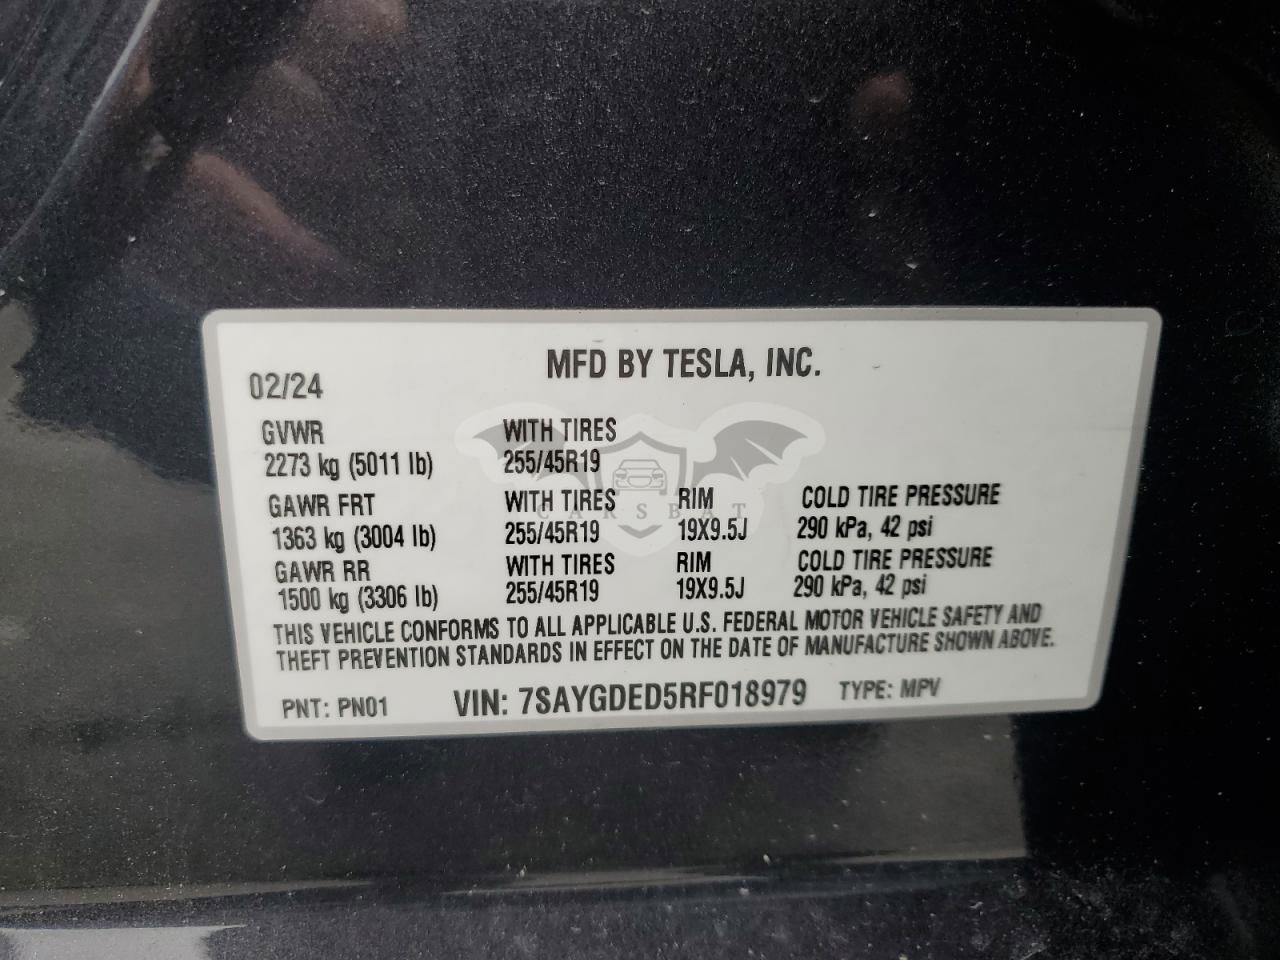 MFD BY TESLA, INC.
02/24
GVWR WITH TIRES
2273 kg (5011 lb) 255/45R19
GAWR FRT WITH TIRES RIM COLD TIRE PRESSURE
CARSBAT
1363 kg (3004 lb) 255/45R19 19X9.5J 290 kPa, 42 psi
GAWR RR WITH TIRES RIM COLD TIRE PRESSURE
1500 kg (3306 lb) 255/45R19 19X9.5J 290 kPa, 42 psi
THIS VEHICLE CONFORMS TO ALL APPLICABLE U.S. FEDERAL MOTOR VEHICLE SAFETY AND
THEFT PREVENTION STANDARDS IN EFFECT ON THE DATE OF MANUFACTURE SHOWN ABOVE.
PNT: PN01 VIN: 7SAYGDED5RF018979 TYPE: MPV